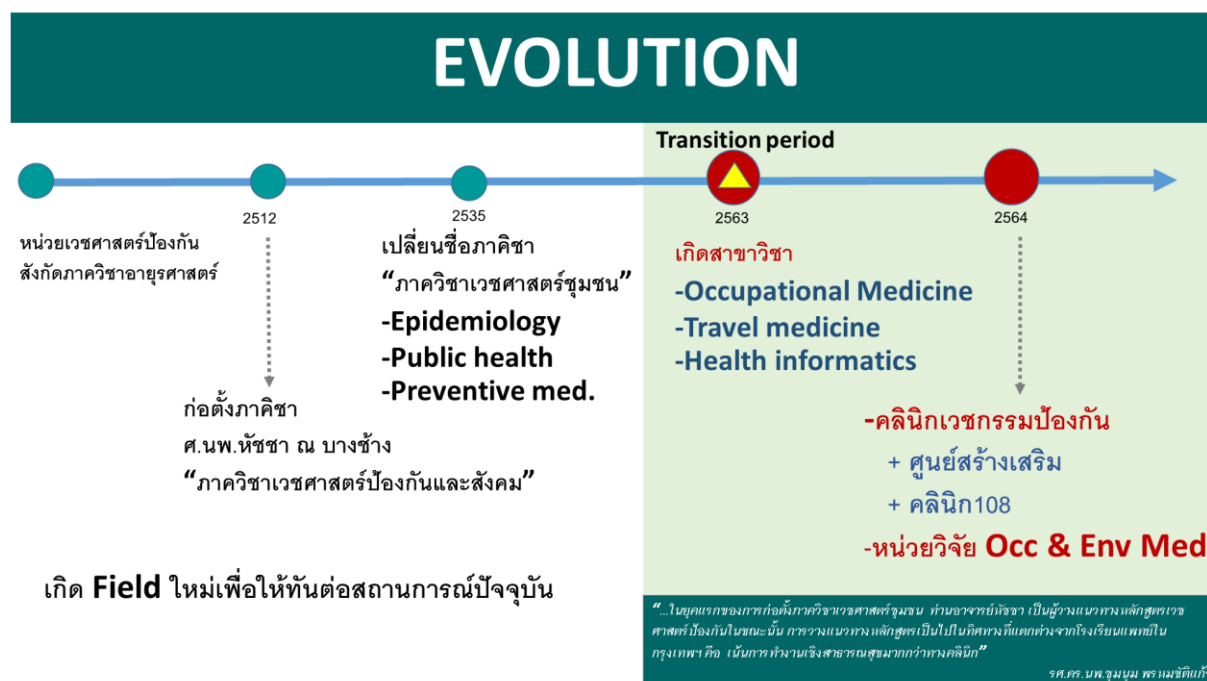 EVOLUTION
Transition period
2512
2535
2563
2564
หน่วยเวชศาสตร์ป้องกัน
สังกัดภาควิชาอายุรศาสตร์
ก่อตั้งภาคิชา
ศ.นพ.หัชชา ณ บางช้าง
“ภาควิชาเวชศาสตร์ป้องกันและสังคม”
เปลี่ยนชื่อภาคิชา
“ภาควิชาเวชศาสตร์ชุมชน”
-Epidemiology
-Public health
-Preventive med.
เกิดสาขาวิชา
-Occupational Medicine
-Travel medicine
-Health informatics
-คลินิกเวชกรรมป้องกัน
+ ศูนย์สร้างเสริม
+ คลินิก108
-หน่วยวิจัย Occ & Env Med
เกิด Field ใหม่เพื่อให้ทันต่อสถานการณ์ปัจจุบัน
“...ในยุคแรกของการก่อตั้งภาควิชาเวชศาสตร์ชุมชน ท่านอาจารย์หัชชา เป็นผู้วางแนวทางหลักสูตรเวช
ศาสตร์ป้องกันในขณะนั้น การวางแนวทางหลักสูตรเป็นไปในทิศทางที่แตกต่างจากโรงเรียนแพทย์ใน
กรุงเทพฯ คือ เน้นการทำงานเชิงสาธารณสุขมากกว่าทางคลินิก”
รศ.ดร.นพ.ชุมนุม พรหมขัติแก้ว